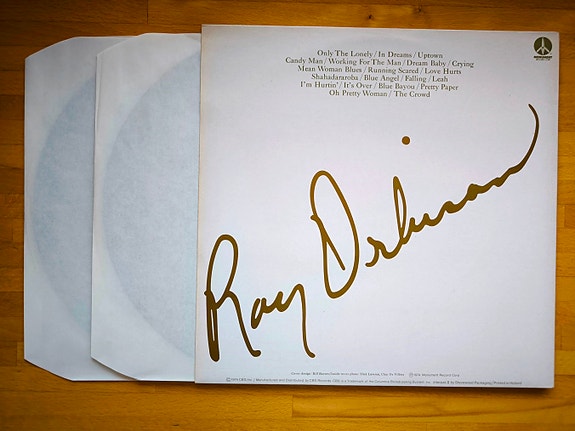 Only The Lonely / In Dreams / Uptown
Candy Man / Working For The Man / Dream Baby / Crying
Mean Woman Blues / Running Scared / Love Hurts
Shahadararoba / Blue Angel / Falling / Leah
I'm Hurtin' / It's Over / Blue Bayou / Pretty Paper
Oh Pretty Woman / The Crowd
Roy Orbison